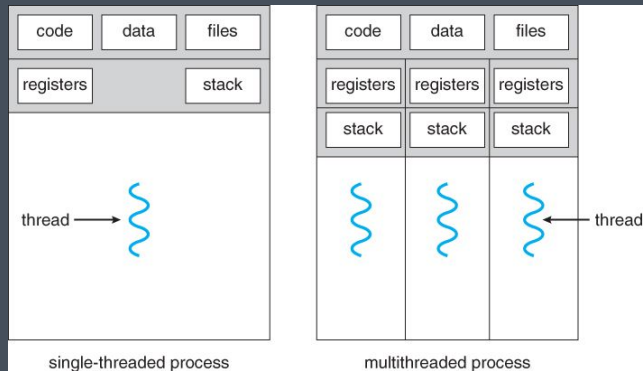 code data files
registers stack
thread
single-threaded process
code data files
registers registers registers
stack stack stack
thread
multithreaded process